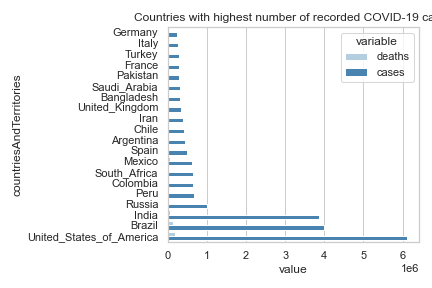 Countries with highest number of recorded COVID-19 ca
variable
deaths
cases
countriesAndTerritories
Germany
Italy
Turkey
France
Pakistan
Saudi_Arabia
Bangladesh
United_Kingdom
Iran
Chile
Argentina
Spain
Mexico
South_Africa
Colombia
Peru
Russia
India
Brazil
United_States_of_America
0 1 2 3 4 5 6
1e6
value